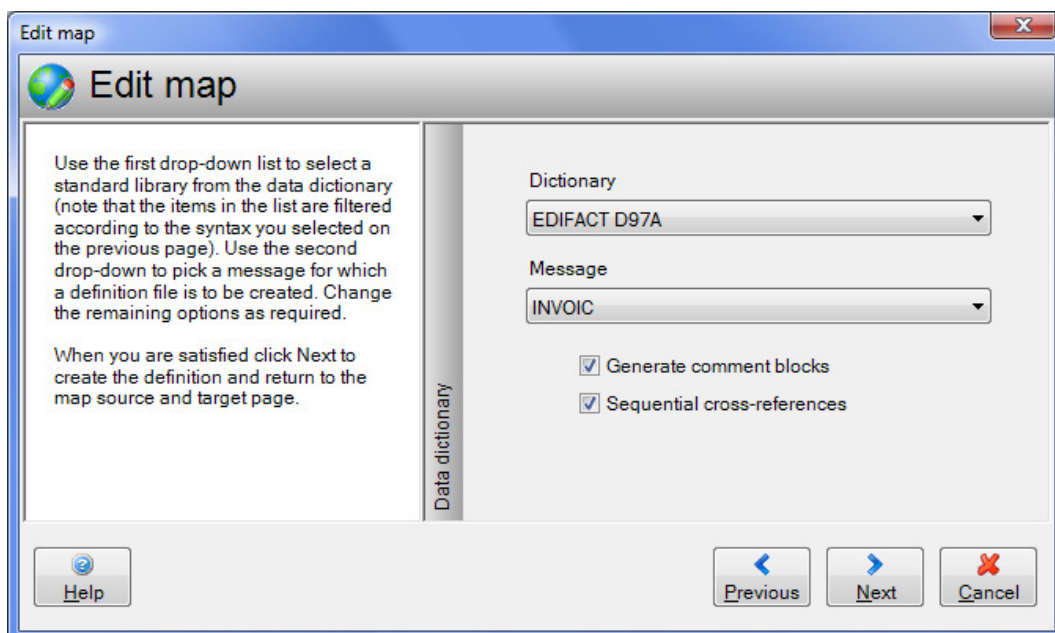 Edit map
Edit map
Use the first drop-down list to select a
standard library from the data dictionary
(note that the items in the list are filtered
according to the syntax you selected on
the previous page). Use the second
drop-down to pick a message for which
a definition file is to be created. Change
the remaining options as required.
When you are satisfied click Next to
create the definition and return to the
map source and target page.
Data dictionary
Dictionary
EDIFACT D97A
Message
INVOIC
Generate comment blocks
Sequential cross-references
Help
Previous
Next
Cancel